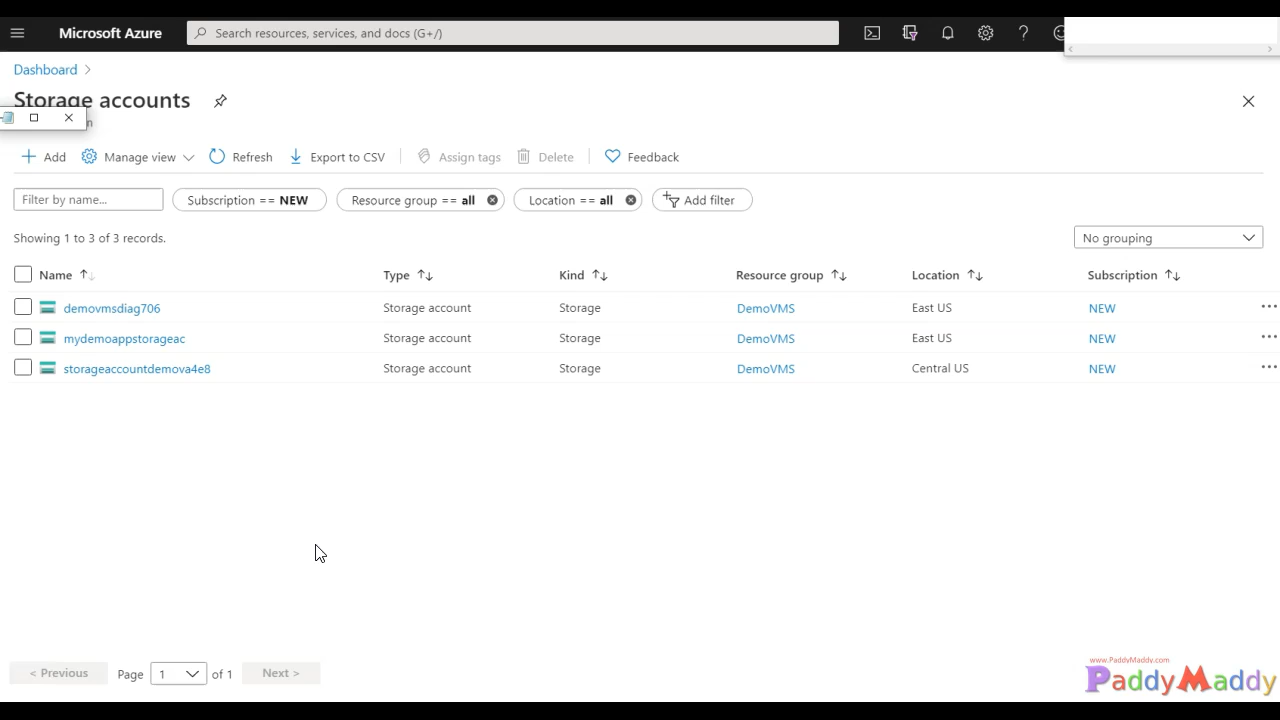 Microsoft Azure
Search resources, services, and docs (G+/)
Dashboard
Storage accounts
Add Manage view Refresh Export to CSV Assign tags Delete Feedback
Filter by name... Subscription == NEW Resource group == all Location == all Add filter
Showing 1 to 3 of 3 records.
No grouping
Name Type Kind Resource group Location Subscription
demovmsdiag706 Storage account Storage DemoVMS East US NEW
mydemoappstorageac Storage account Storage DemoVMS East US NEW
storageaccountdemova4e8 Storage account Storage DemoVMS Central US NEW
< Previous Page 1 of 1 Next >
www.PaddyMaddy.com
PaddyMaddy